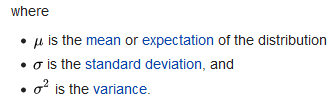 where
• μ is the mean or expectation of the distribution
• σ is the standard deviation, and
• σ² is the variance.